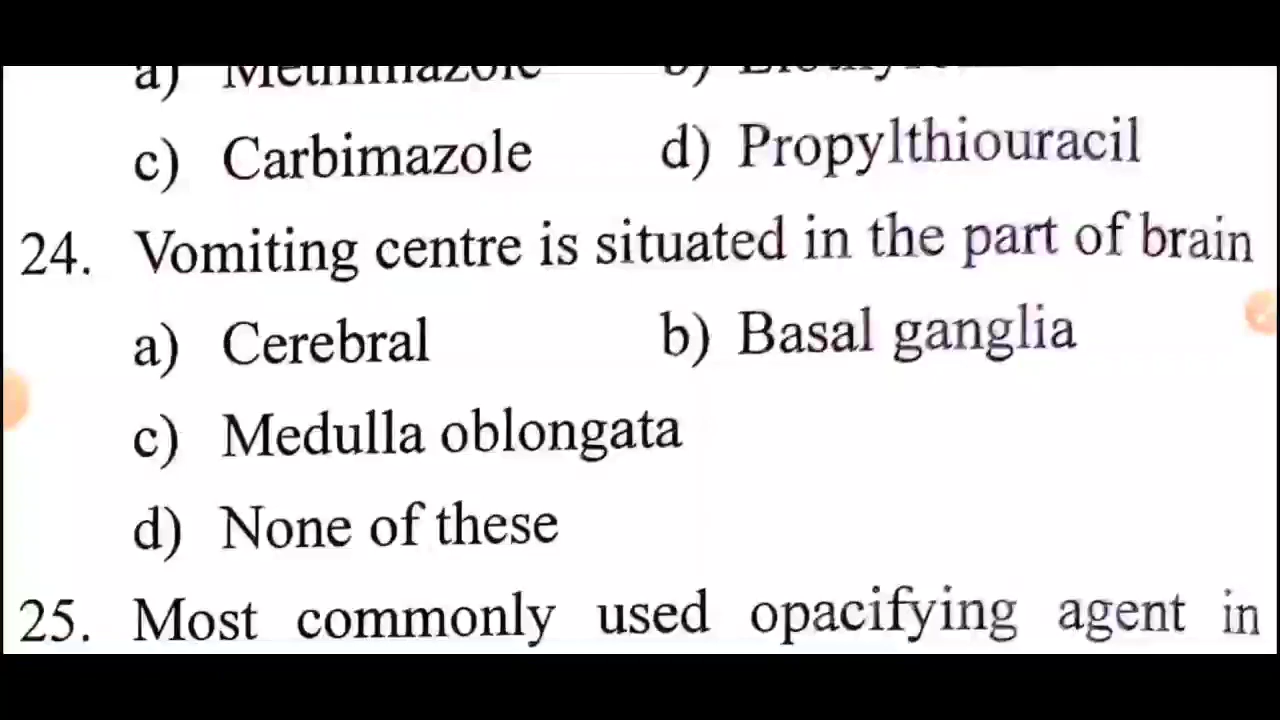 a) Methimazole b)
c) Carbimazole d) Propylthiouracil
24. Vomiting centre is situated in the part of brain
a) Cerebral b) Basal ganglia
c) Medulla oblongata
d) None of these
25. Most commonly used opacifying agent in